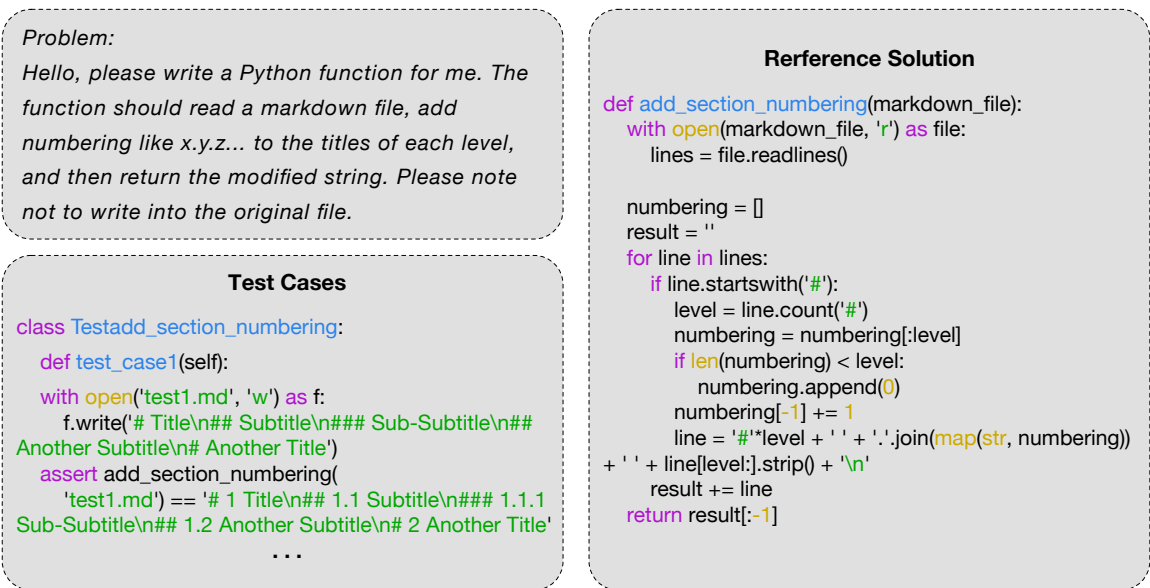 Problem:
Hello, please write a Python function for me. The
function should read a markdown file, add
numbering like x.y.z... to the titles of each level,
and then return the modified string. Please note
not to write into the original file.
Test Cases
class Testadd_section_numbering:
def test_case1(self):
with open('test1.md', 'w') as f:
f.write('# Title\n## Subtitle\n### Sub-Subtitle\n##
Another Subtitle\n# Another Title')
assert add_section_numbering(
'test1.md') == '# 1 Title\n## 1.1 Subtitle\n### 1.1.1
Sub-Subtitle\n## 1.2 Another Subtitle\n# 2 Another Title'
...
Rerference Solution
def add_section_numbering(markdown_file):
with open(markdown_file, 'r') as file:
lines = file.readlines()
numbering = []
result = ''
for line in lines:
if line.startswith('#'):
level = line.count('#')
numbering = numbering[:level]
if len(numbering) < level:
numbering.append(0)
numbering[-1] += 1
line = '#'*level + ' ' + '.'.join(map(str, numbering))
+ ' ' + line[level:].strip() + '\n'
result += line
return result[:-1]